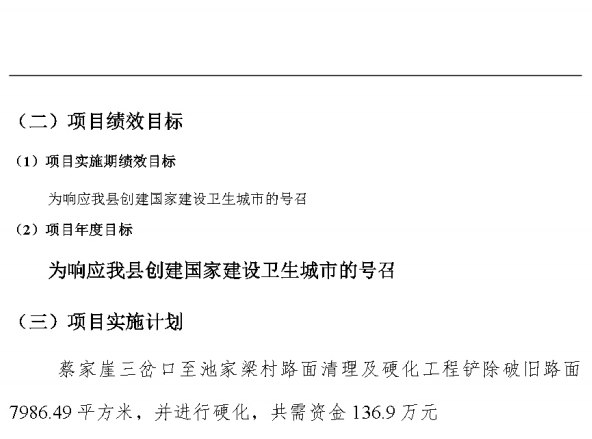 （二）项目绩效目标
（1）项目实施期绩效目标
为响应我县创建国家建设卫生城市的号召
（2）项目年度目标
为响应我县创建国家建设卫生城市的号召
（三）项目实施计划
蔡家崖三岔口至池家梁村路面清理及硬化工程铲除破旧路面
7986.49 平方米，并进行硬化，共需资金 136.9 万元